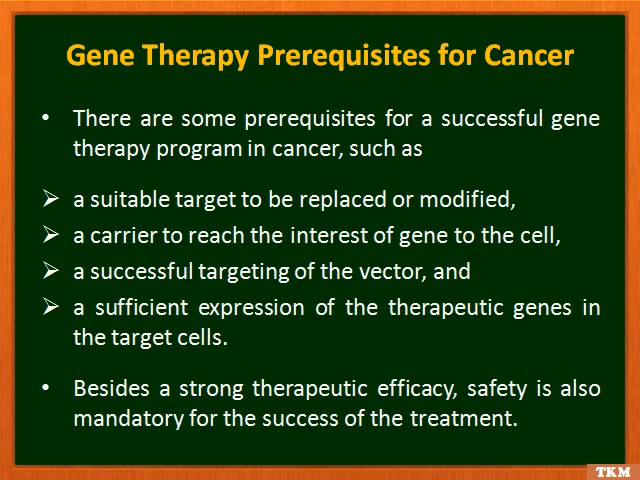 Gene Therapy Prerequisites for Cancer
• There are some prerequisites for a successful gene
therapy program in cancer, such as
➢ a suitable target to be replaced or modified,
➢ a carrier to reach the interest of gene to the cell,
➢ a successful targeting of the vector, and
➢ a sufficient expression of the therapeutic genes in
the target cells.
• Besides a strong therapeutic efficacy, safety is also
mandatory for the success of the treatment.
TKM